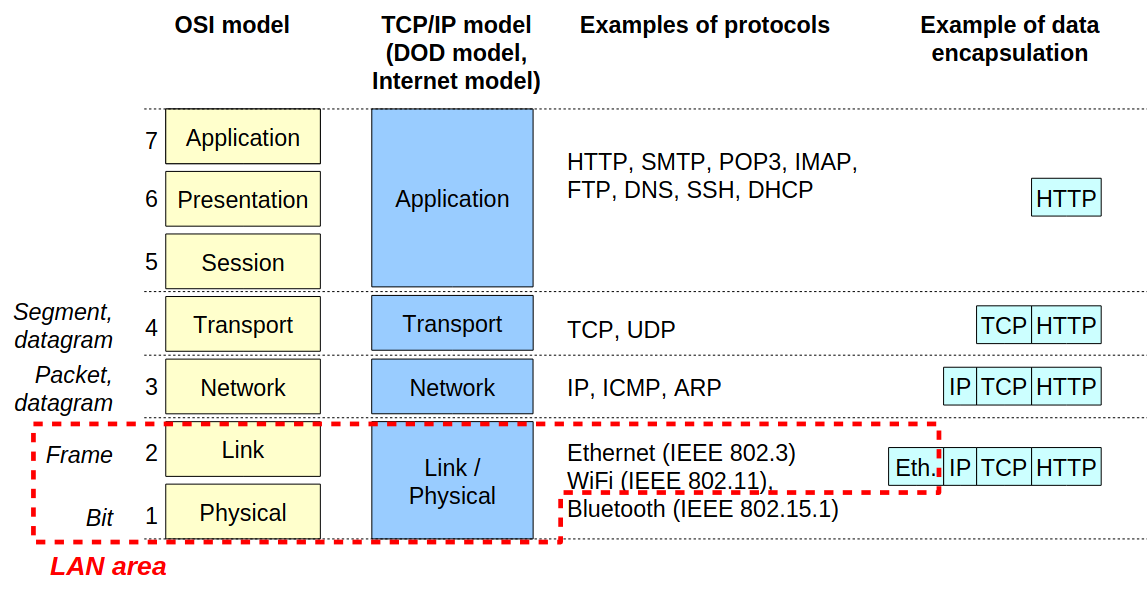 OSI model
TCP/IP model
(DOD model,
Internet model)
Examples of protocols
Example of data
encapsulation
7
Application
Application
HTTP, SMTP, POP3, IMAP,
FTP, DNS, SSH, DHCP
6
Presentation
HTTP
5
Session
Segment,
datagram
4
Transport
Transport
TCP, UDP
TCP HTTP
Packet,
datagram
3
Network
Network
IP, ICMP, ARP
IP TCP HTTP
Frame
2
Link
Link /
Physical
Ethernet (IEEE 802.3)
WiFi (IEEE 802.11),
Bluetooth (IEEE 802.15.1)
Eth. IP TCP HTTP
Bit
1
Physical
LAN area